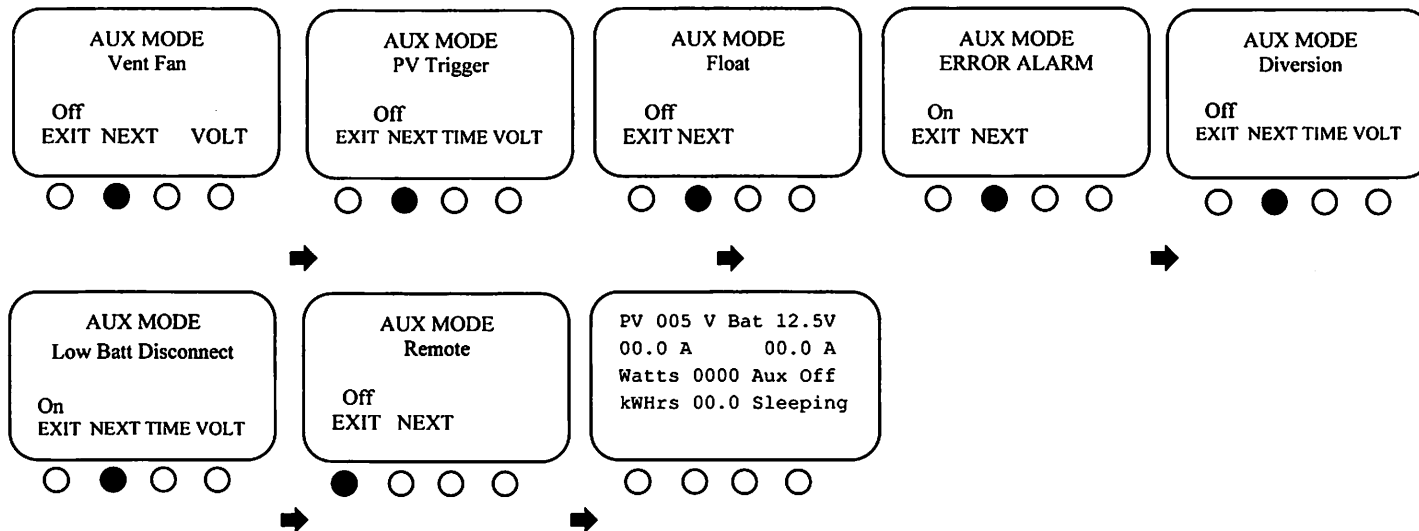 AUX MODE
Vent Fan
Off
EXIT NEXT VOLT
AUX MODE
PV Trigger
Off
EXIT NEXT TIME VOLT
AUX MODE
Float
Off
EXIT NEXT
AUX MODE
ERROR ALARM
On
EXIT NEXT
AUX MODE
Diversion
Off
EXIT NEXT TIME VOLT
AUX MODE
Low Batt Disconnect
On
EXIT NEXT TIME VOLT
AUX MODE
Remote
Off
EXIT NEXT
PV 005 V Bat 12.5V
00.0 A 00.0 A
Watts 0000 Aux Off
kWHrs 00.0 Sleeping